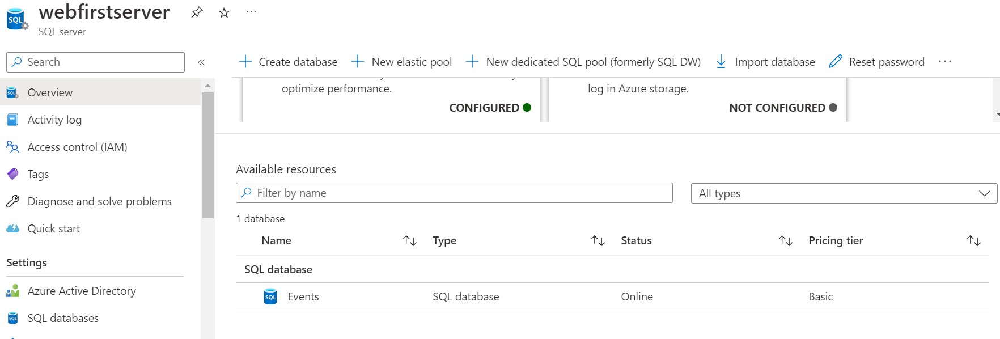 webfirstserver
SQL server
Search
Create database
New elastic pool
New dedicated SQL pool (formerly SQL DW)
Import database
Reset password
Overview
Activity log
Access control (IAM)
Tags
Diagnose and solve problems
Quick start
Settings
Azure Active Directory
SQL databases
optimize performance.
CONFIGURED
log in Azure storage.
NOT CONFIGURED
Available resources
Filter by name
All types
1 database
Name Type Status Pricing tier
SQL database
Events SQL database Online Basic